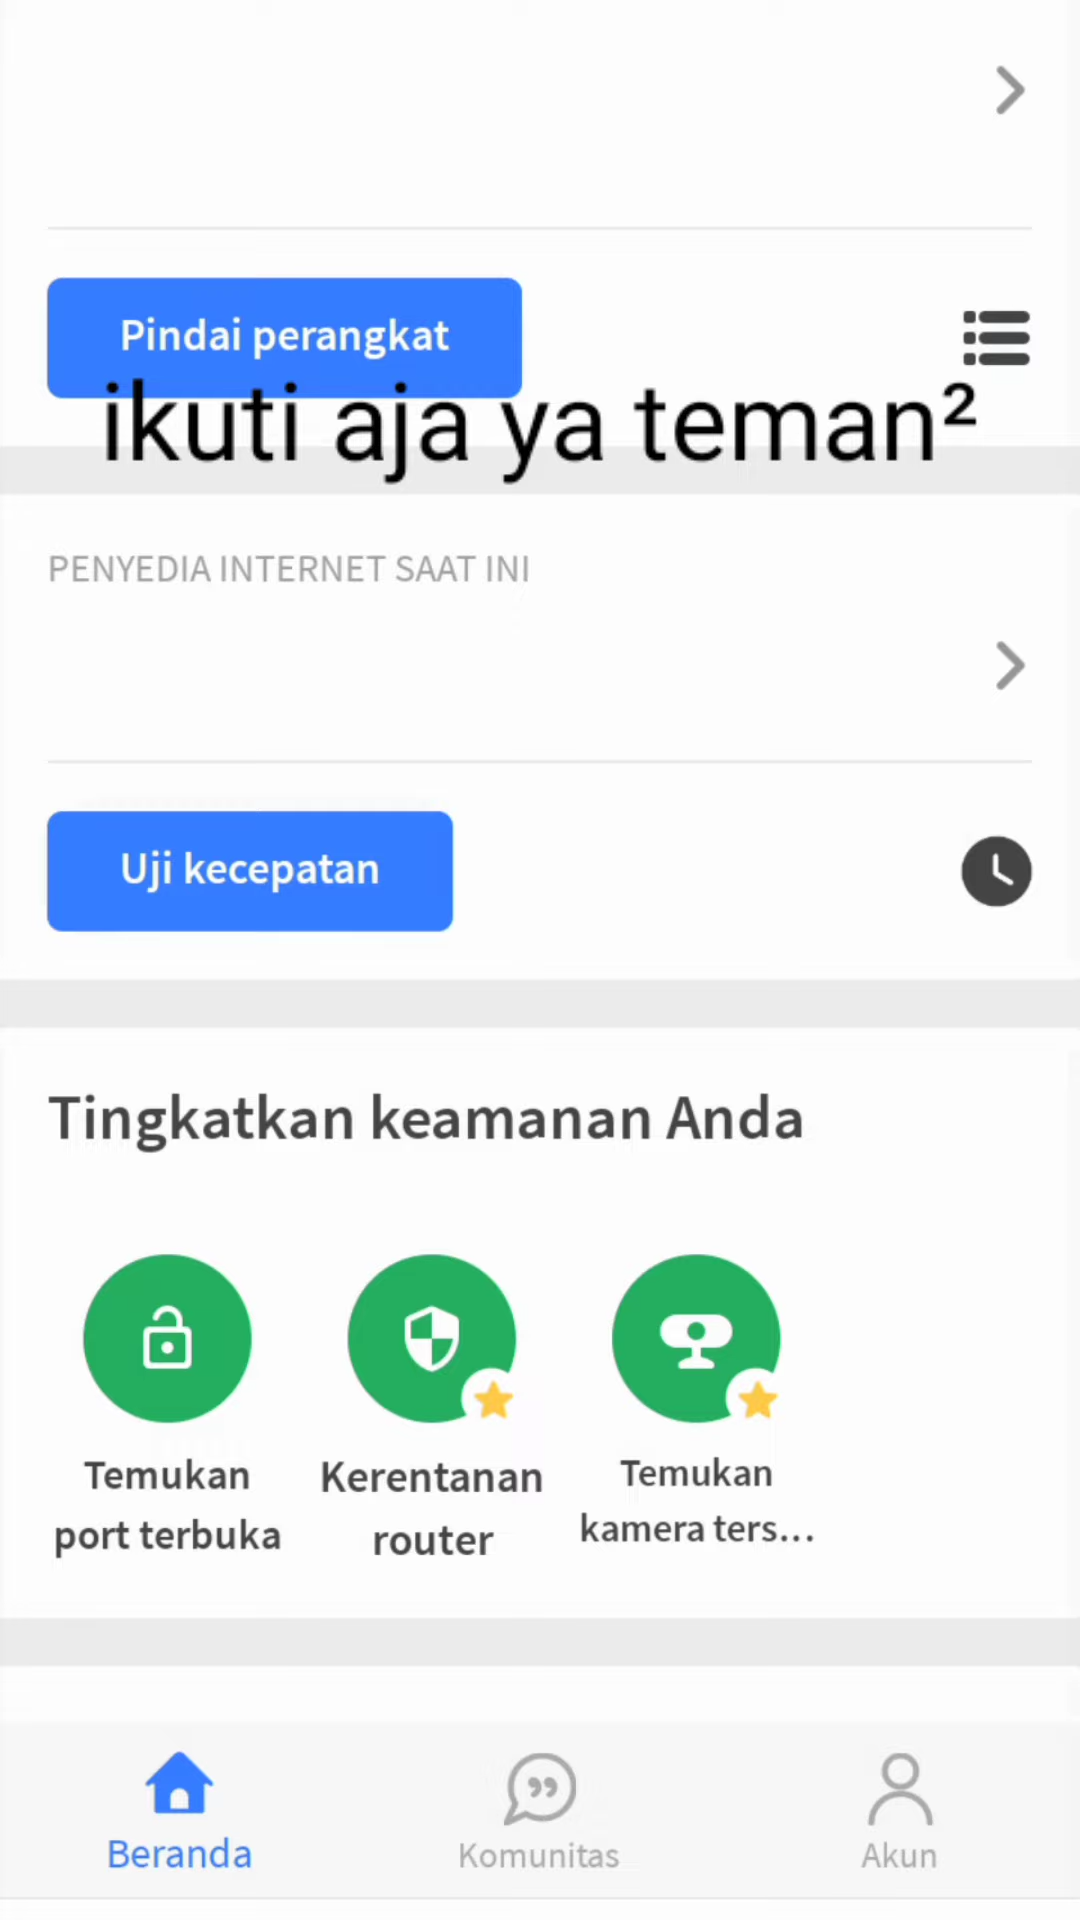 Pindai perangkat
ikuti aja ya teman²
PENYEDIA INTERNET SAAT INI
Uji kecepatan
Tingkatkan keamanan Anda
Temukan
port terbuka
Kerentanan
router
Temukan
kamera ters...
Beranda
Komunitas
Akun